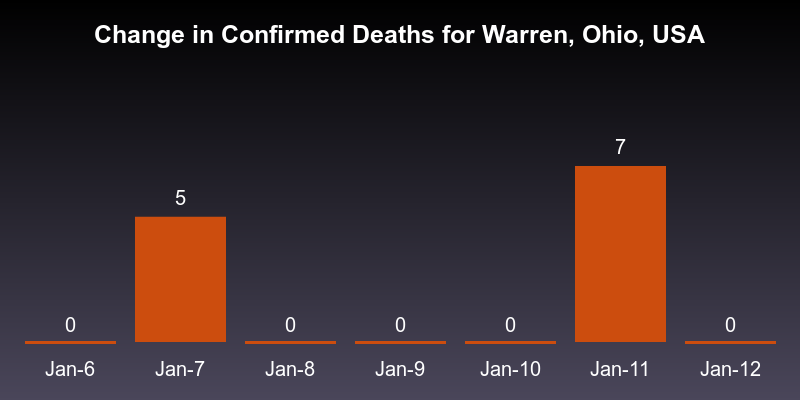 Change in Confirmed Deaths for Warren, Ohio, USA
7
5
0 0 0 0 0
Jan-6 Jan-7 Jan-8 Jan-9 Jan-10 Jan-11 Jan-12